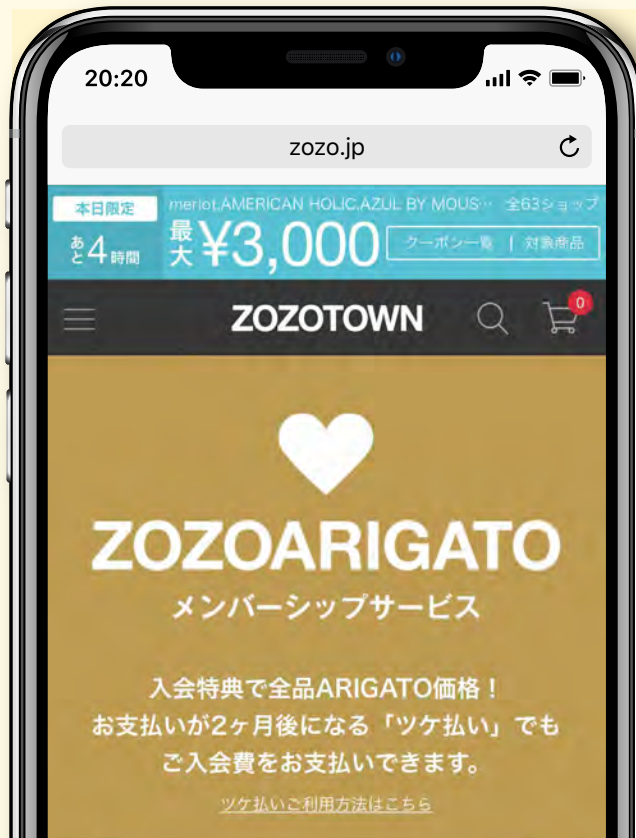 20:20
zozo.jp
本日限定
merlot,AMERICAN HOLIC,AZUL BY MOUS… 全63ショップ
あと4時間
最大¥3,000
クーポン一覧 | 対象商品
ZOZOTOWN
0
ZOZOARIGATO
メンバーシップサービス
入会特典で全品ARIGATO価格！
お支払いが2ヶ月後になる「ツケ払い」でも
ご入会費をお支払いできます。
ツケ払いご利用方法はこちら